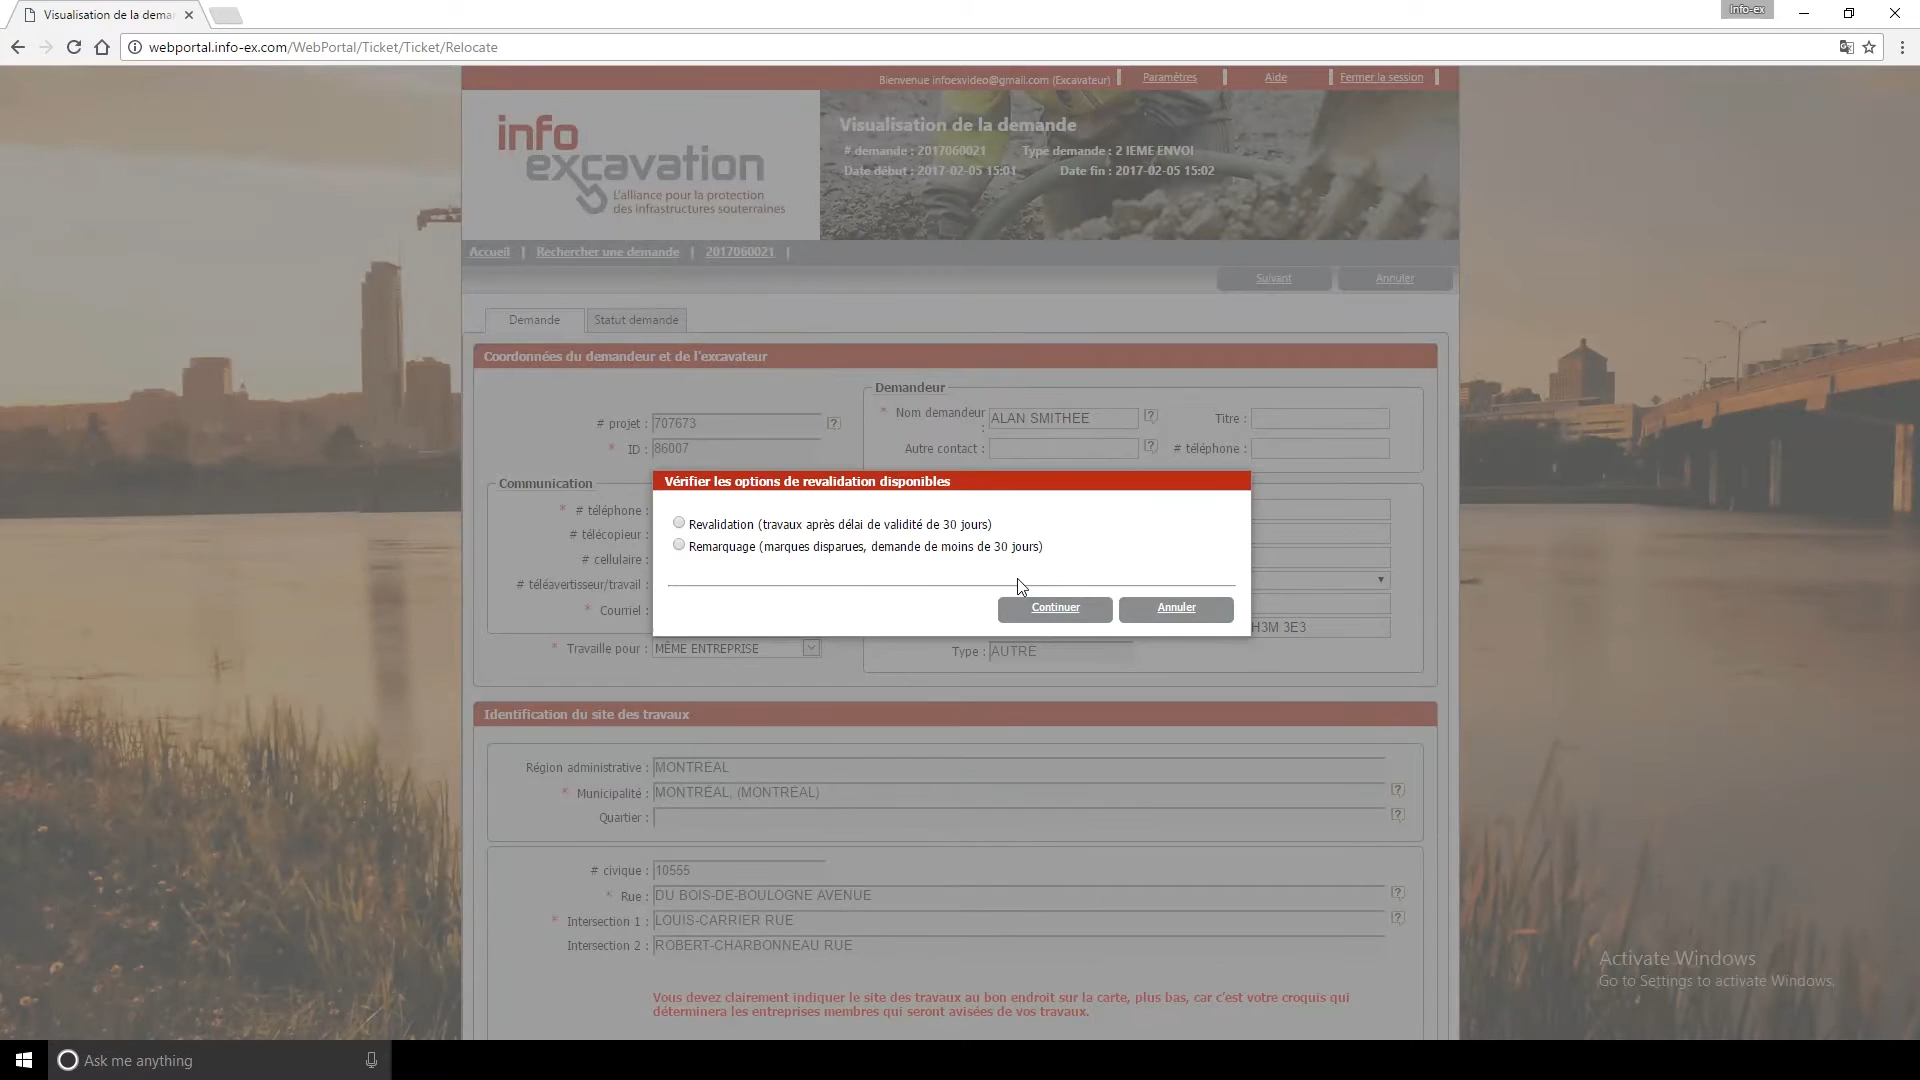 Visualisation de la dema
Info-ex
webportal.info-ex.com/WebPortal/Ticket/Ticket/Relocate
Bienvenue infoexvideo@gmail.com (Excavateur) Paramètres Aide Fermer la session
info
excavation
L'alliance pour la protection
des infrastructures souterraines
Visualisation de la demande
# demande : 2017060021 Type demande : 2 IEME ENVOI
Date début : 2017-02-05 15:01 Date fin : 2017-02-05 15:02
Accueil | Rechercher une demande | 2017060021 |
Suivant Annuler
Demande Statut demande
Coordonnées du demandeur et de l'excavateur
# projet : 707673
* ID : 86007
Demandeur
* Nom demandeur : ALAN SMITHEE Titre :
Autre contact : # téléphone :
Communication
* # téléphone :
# télécopieur :
# cellulaire :
# téléavertisseur/travail :
* Courriel :
* Travaille pour : MÊME ENTREPRISE
Vérifier les options de revalidation disponibles
Revalidation (travaux après délai de validité de 30 jours)
Remarquage (marques disparues, demande de moins de 30 jours)
Continuer Annuler
H3M 3E3
Type : AUTRE
Identification du site des travaux
Région administrative : MONTRÉAL
* Municipalité : MONTRÉAL, (MONTRÉAL)
Quartier :
# civique : 10555
* Rue : DU BOIS-DE-BOULOGNE AVENUE
* Intersection 1 : LOUIS-CARRIER RUE
Intersection 2 : ROBERT-CHARBONNEAU RUE
Vous devez clairement indiquer le site des travaux au bon endroit sur la carte, plus bas, car c'est votre croquis qui
déterminera les entreprises membres qui seront avisées de vos travaux.
Activate Windows
Go to Settings to activate Windows.
Ask me anything